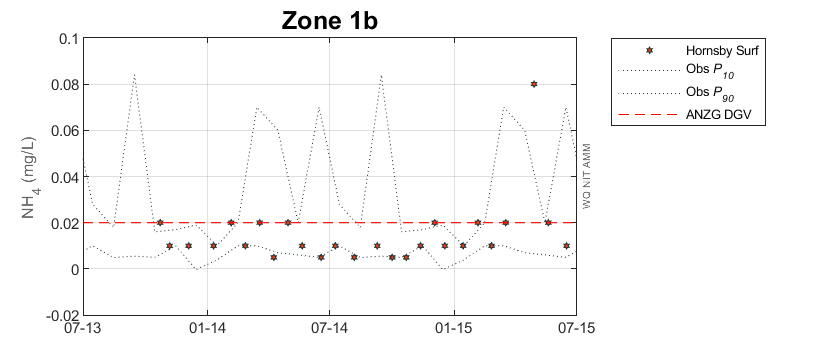 Zone 1b
0.1
0.08
0.06
0.04
0.02
0
-0.02
NH4 (mg/L)
07-13
01-14
07-14
01-15
07-15
WQ NIT AMM
Hornsby Surf
Obs P10
Obs P90
ANZG DGV